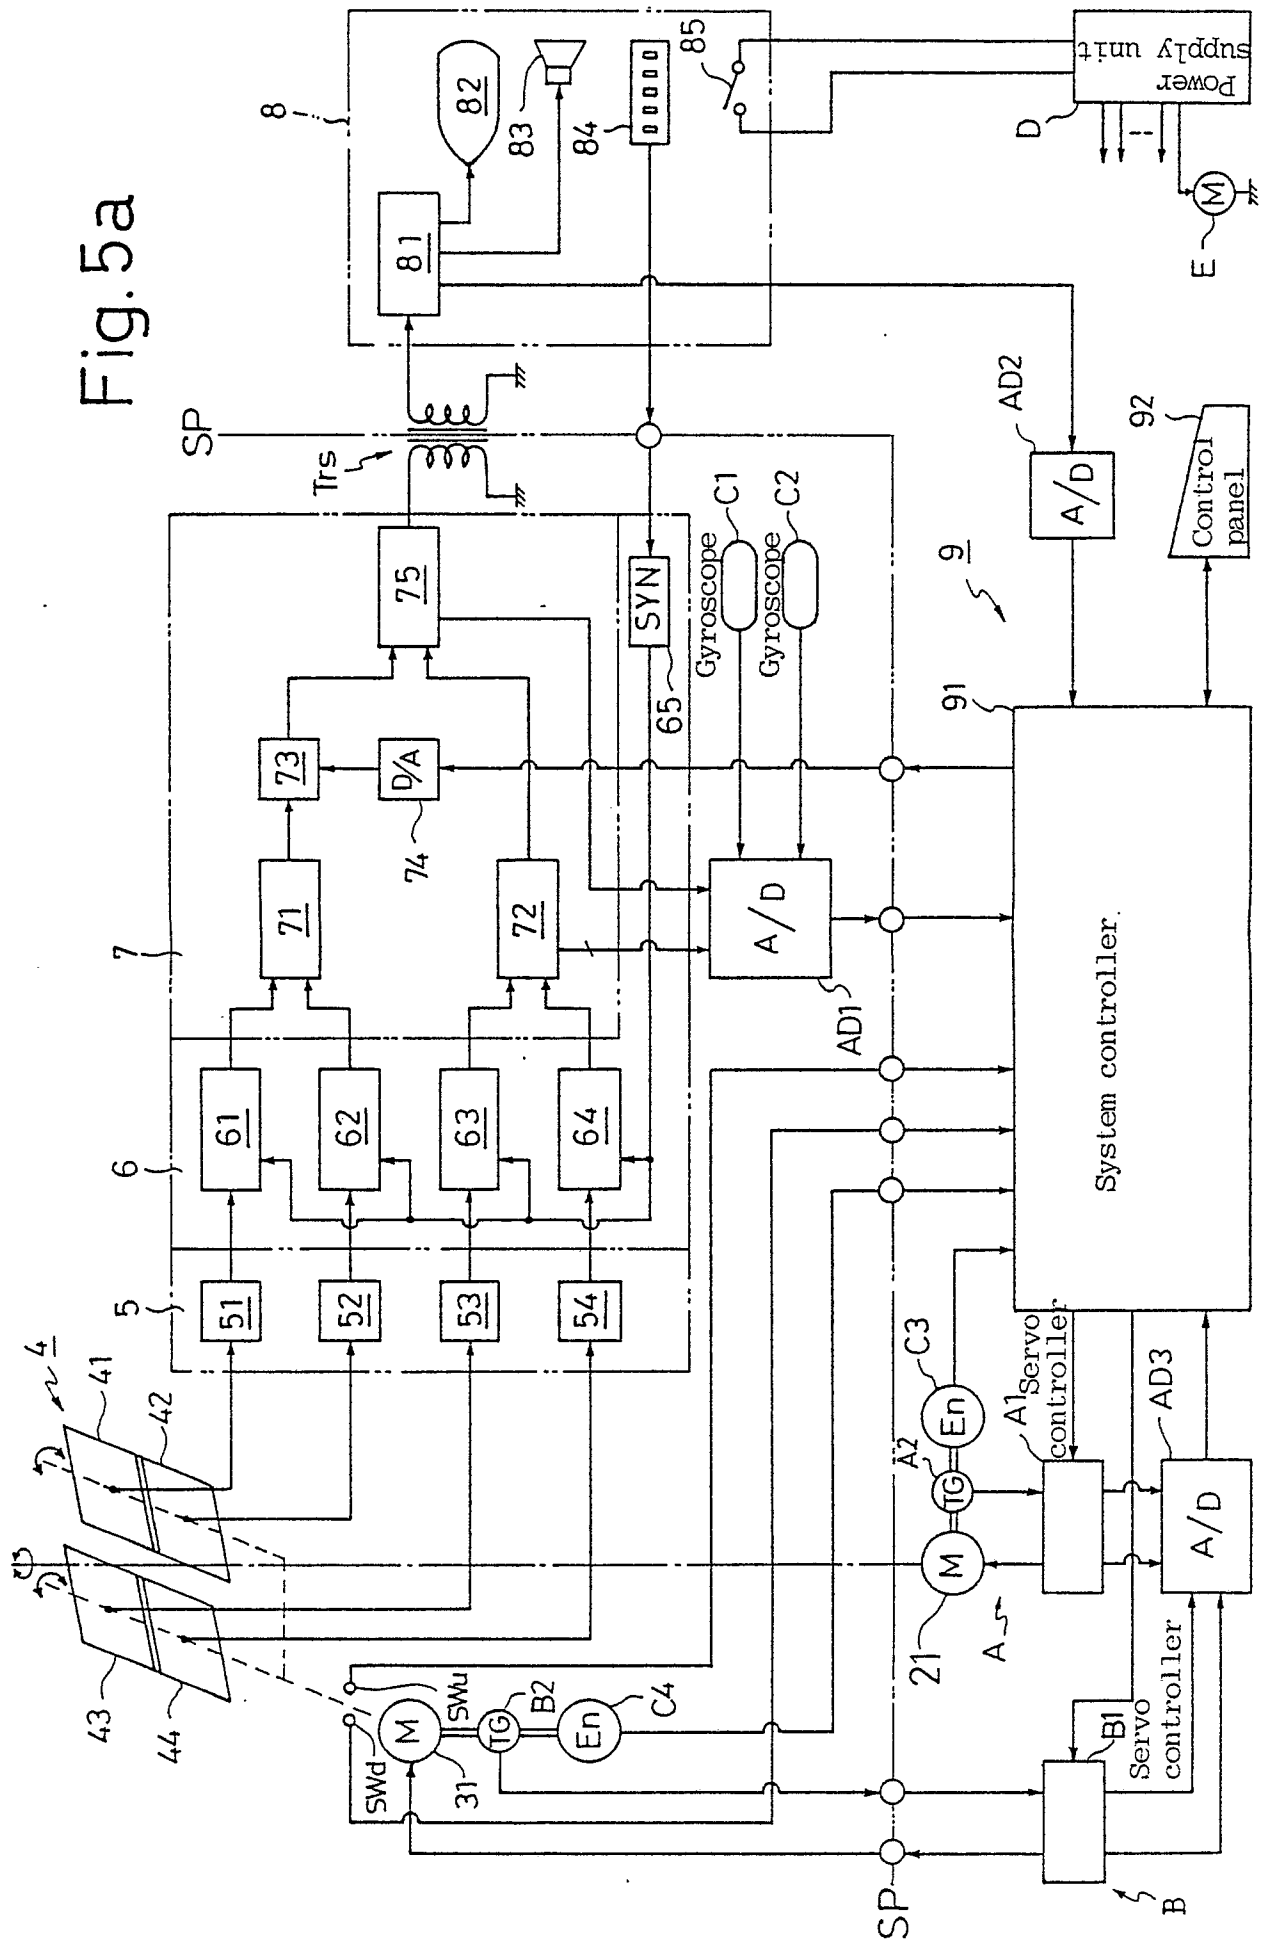 Fig. 5a
8
82
83
84
85
81
Power
supply unit
D
M
E
SP
Trs
AD2
A/D
92
Control
panel
9
7
75
73
D/A
74
71
72
SYN
65
Gyroscope
C1
Gyroscope
C2
A/D
AD1
91
System controller.
6
61
62
63
64
5
51
52
53
54
4
41
42
43
44
SWu
SWd
M
31
TG
B2
En
C4
C3
En
A2
TG
M
21
A
A1
Servo
controller
AD3
A/D
Servo
controller
B1
B
SP